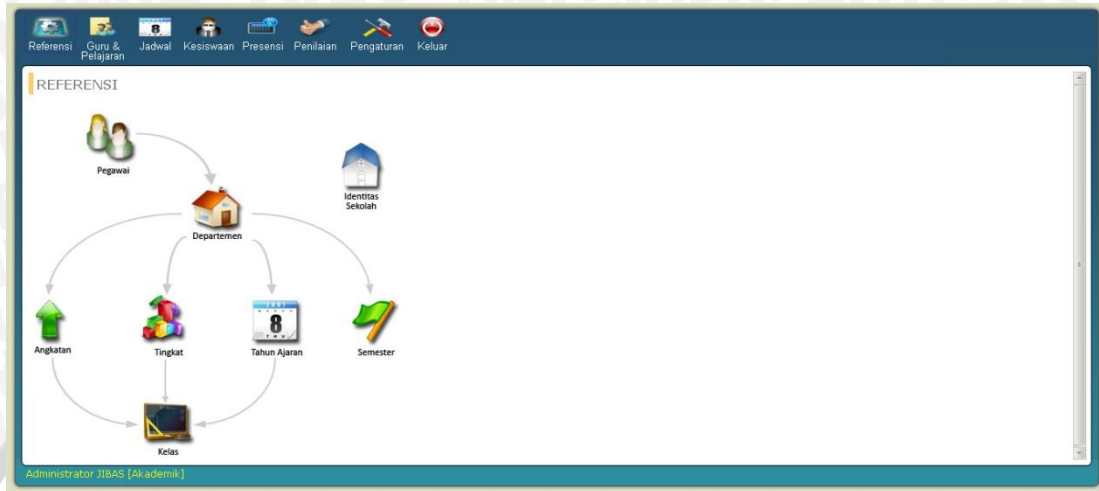 Referensi
Guru &
Pelajaran
Jadwal
Kesiswaan
Presensi
Penilaian
Pengaturan
Keluar
REFERENSI
Pegawai
Identitas
Sekolah
Departemen
Angkatan
Tingkat
8
Tahun Ajaran
Semester
Kelas
Administrator JIBAS [Akademik]